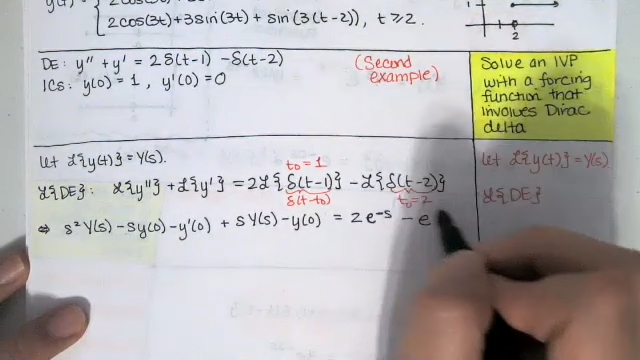 2cos(3t)+3sin(3t)+sin(3(t-2)), t≥2.
2
DE: y''+y' = 2δ(t-1) -δ(t-2)
ICs: y(0)=1, y'(0)=0
(Second example)
Solve an IVP
with a forcing
function that
involves Dirac
delta
Let ℒ{y(t)}=Y(s).
t₀=1
ℒ{DE}: ℒ{y''}+ℒ{y'} = 2ℒ{δ(t-1)} -ℒ{δ(t-2)}
δ(t-t₀) t₀=2
⇔ s²Y(s)-sy(0)-y'(0) + sY(s)-y(0) = 2e^-s - e
Let ℒ{y(t)}=Y(s).
ℒ{DE}